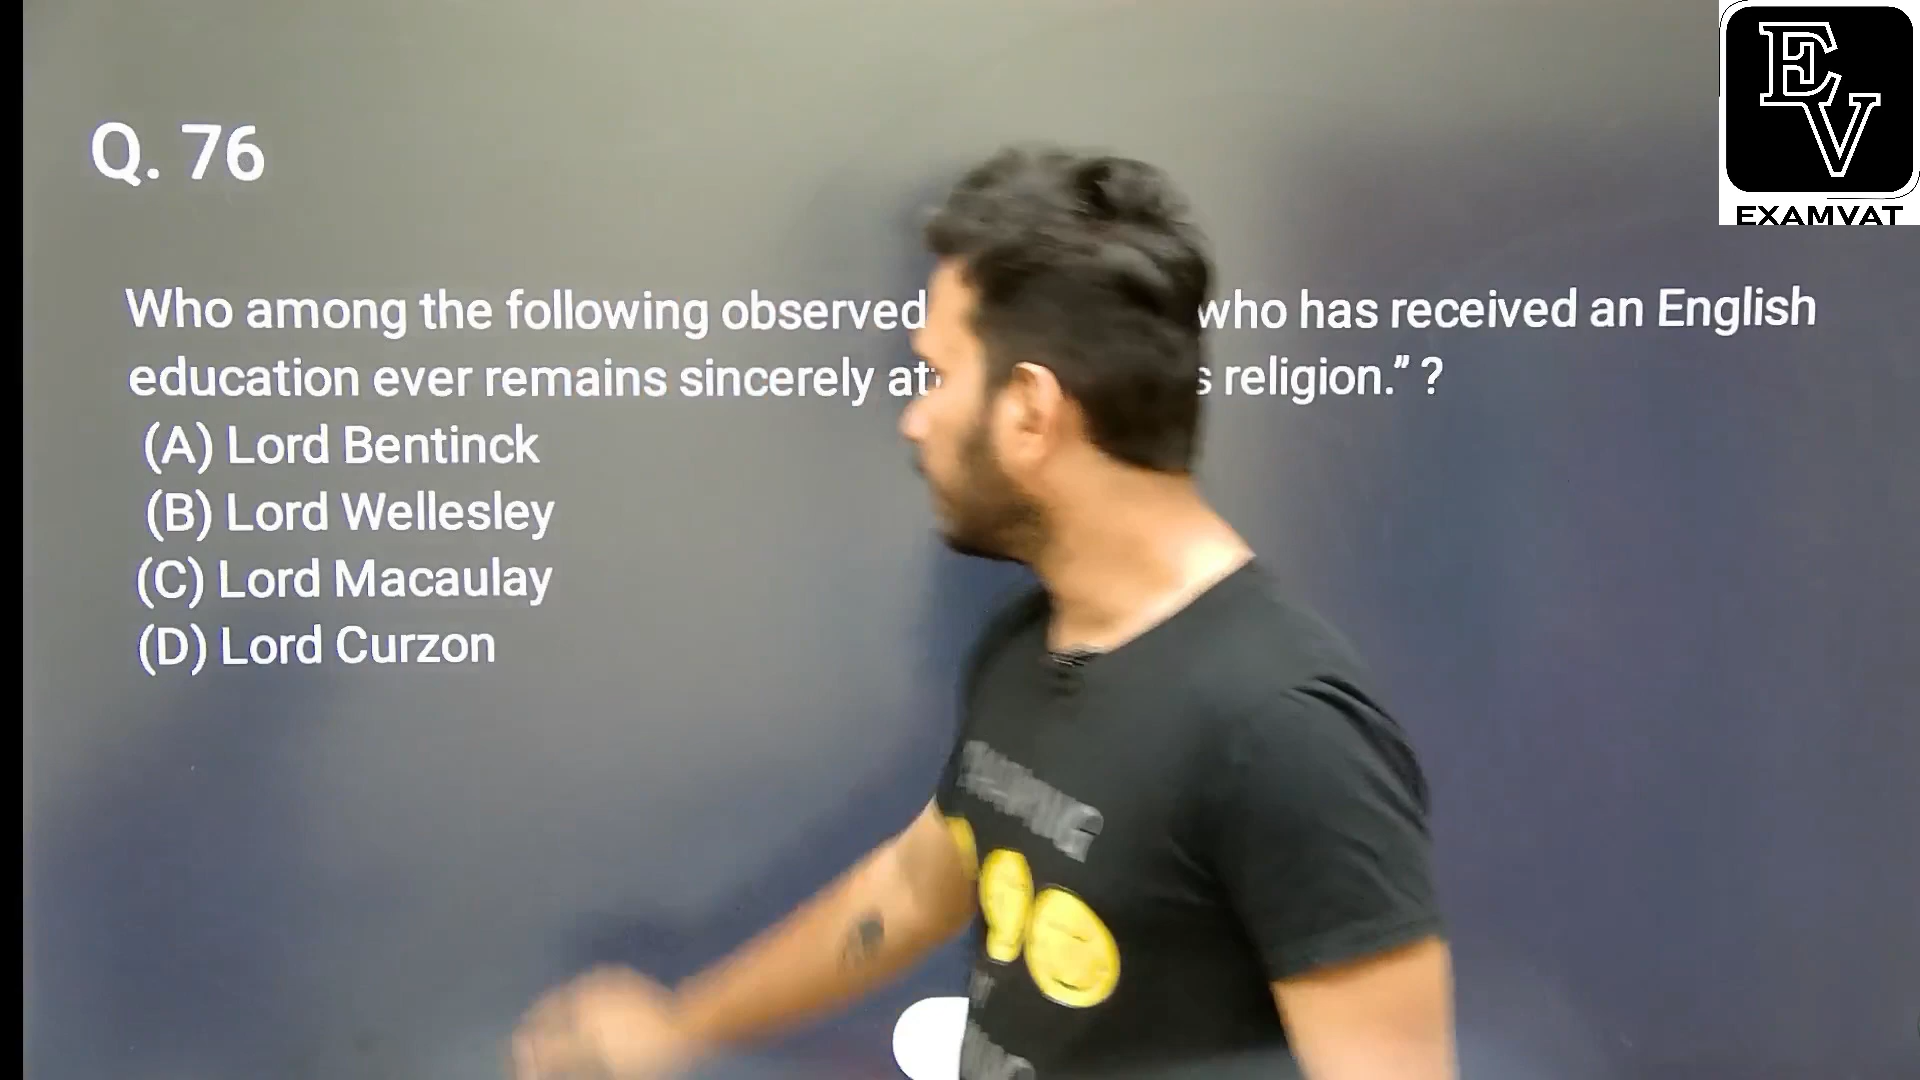 EV
EXAMVAT
Q. 76
Who among the following observed who has received an English
education ever remains sincerely religion.” ?
(A) Lord Bentinck
(B) Lord Wellesley
(C) Lord Macaulay
(D) Lord Curzon